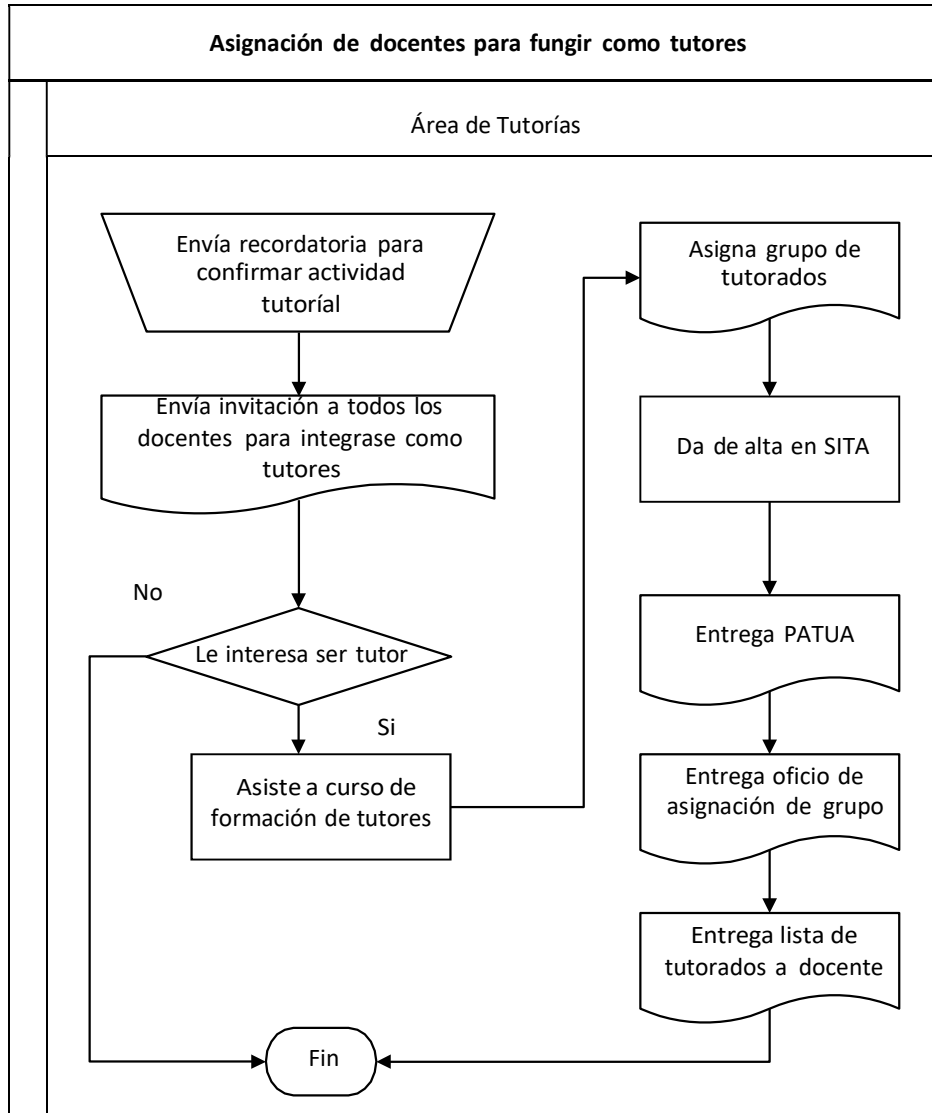 Asignación de docentes para fungir como tutores
Área de Tutorías
Envía recordatoria para
confirmar actividad
tutoríal
Envía invitación a todos los
docentes para integrase como
tutores
No
Le interesa ser tutor
Si
Asiste a curso de
formación de tutores
Asigna grupo de
tutorados
Da de alta en SITA
Entrega PATUA
Entrega oficio de
asignación de grupo
Entrega lista de
tutorados a docente
Fin